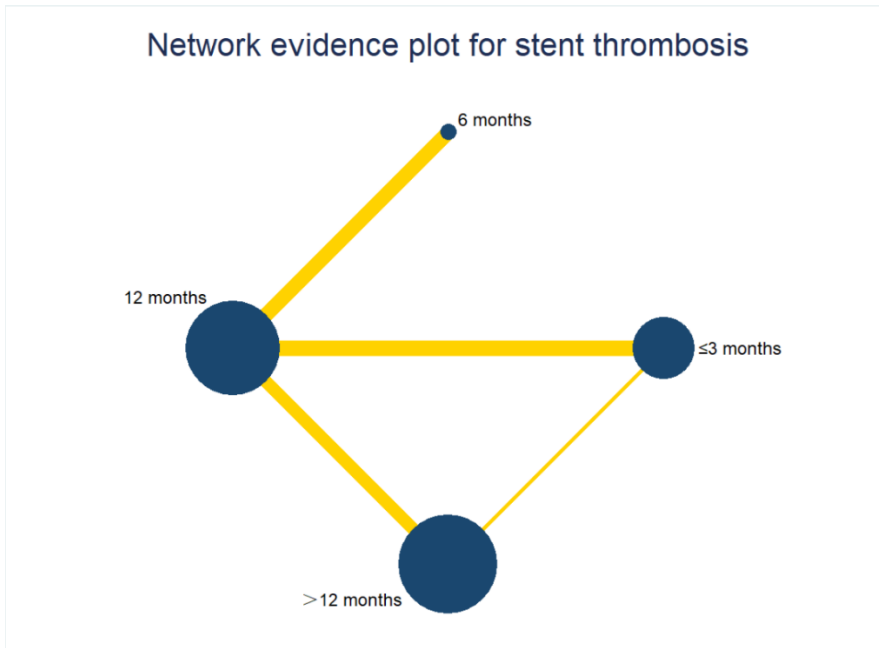 Network evidence plot for stent thrombosis
6 months
12 months
≤3 months
＞12 months